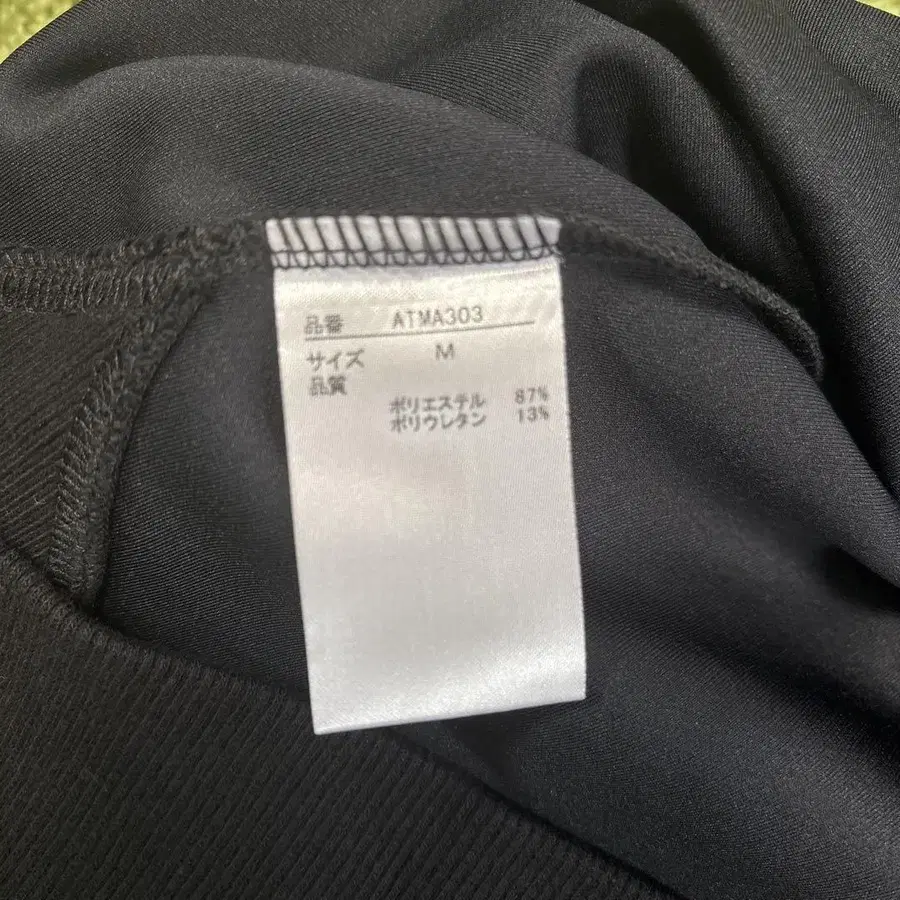 品番 ATMA303
サイズ M
品質
ポリエステル 87%
ポリウレタン 13%